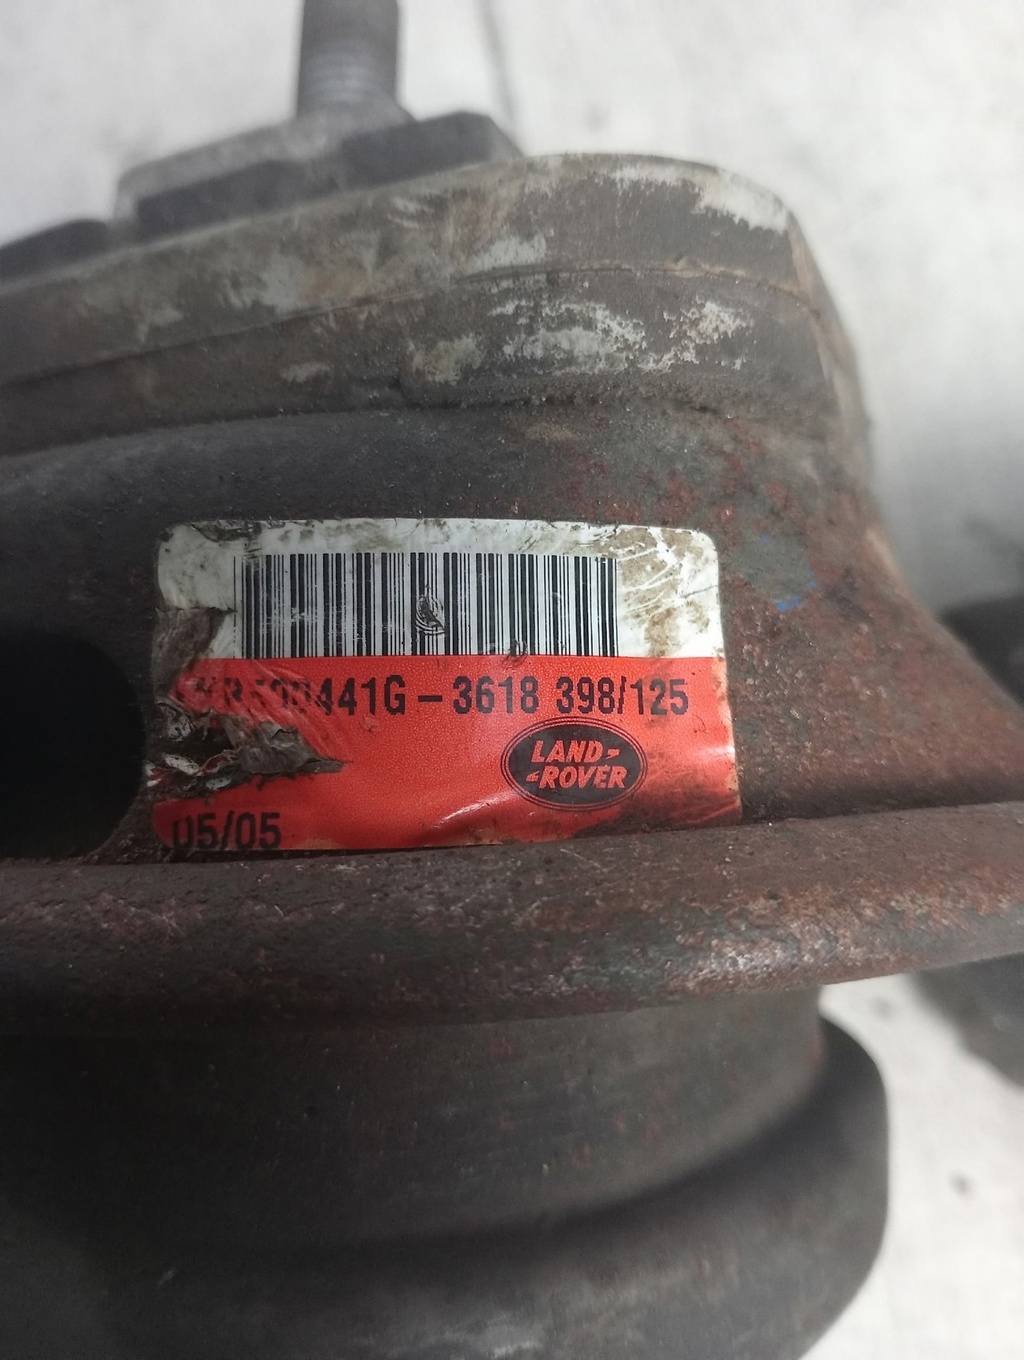 441G - 3618 398/125
LAND-
-ROVER
05/05